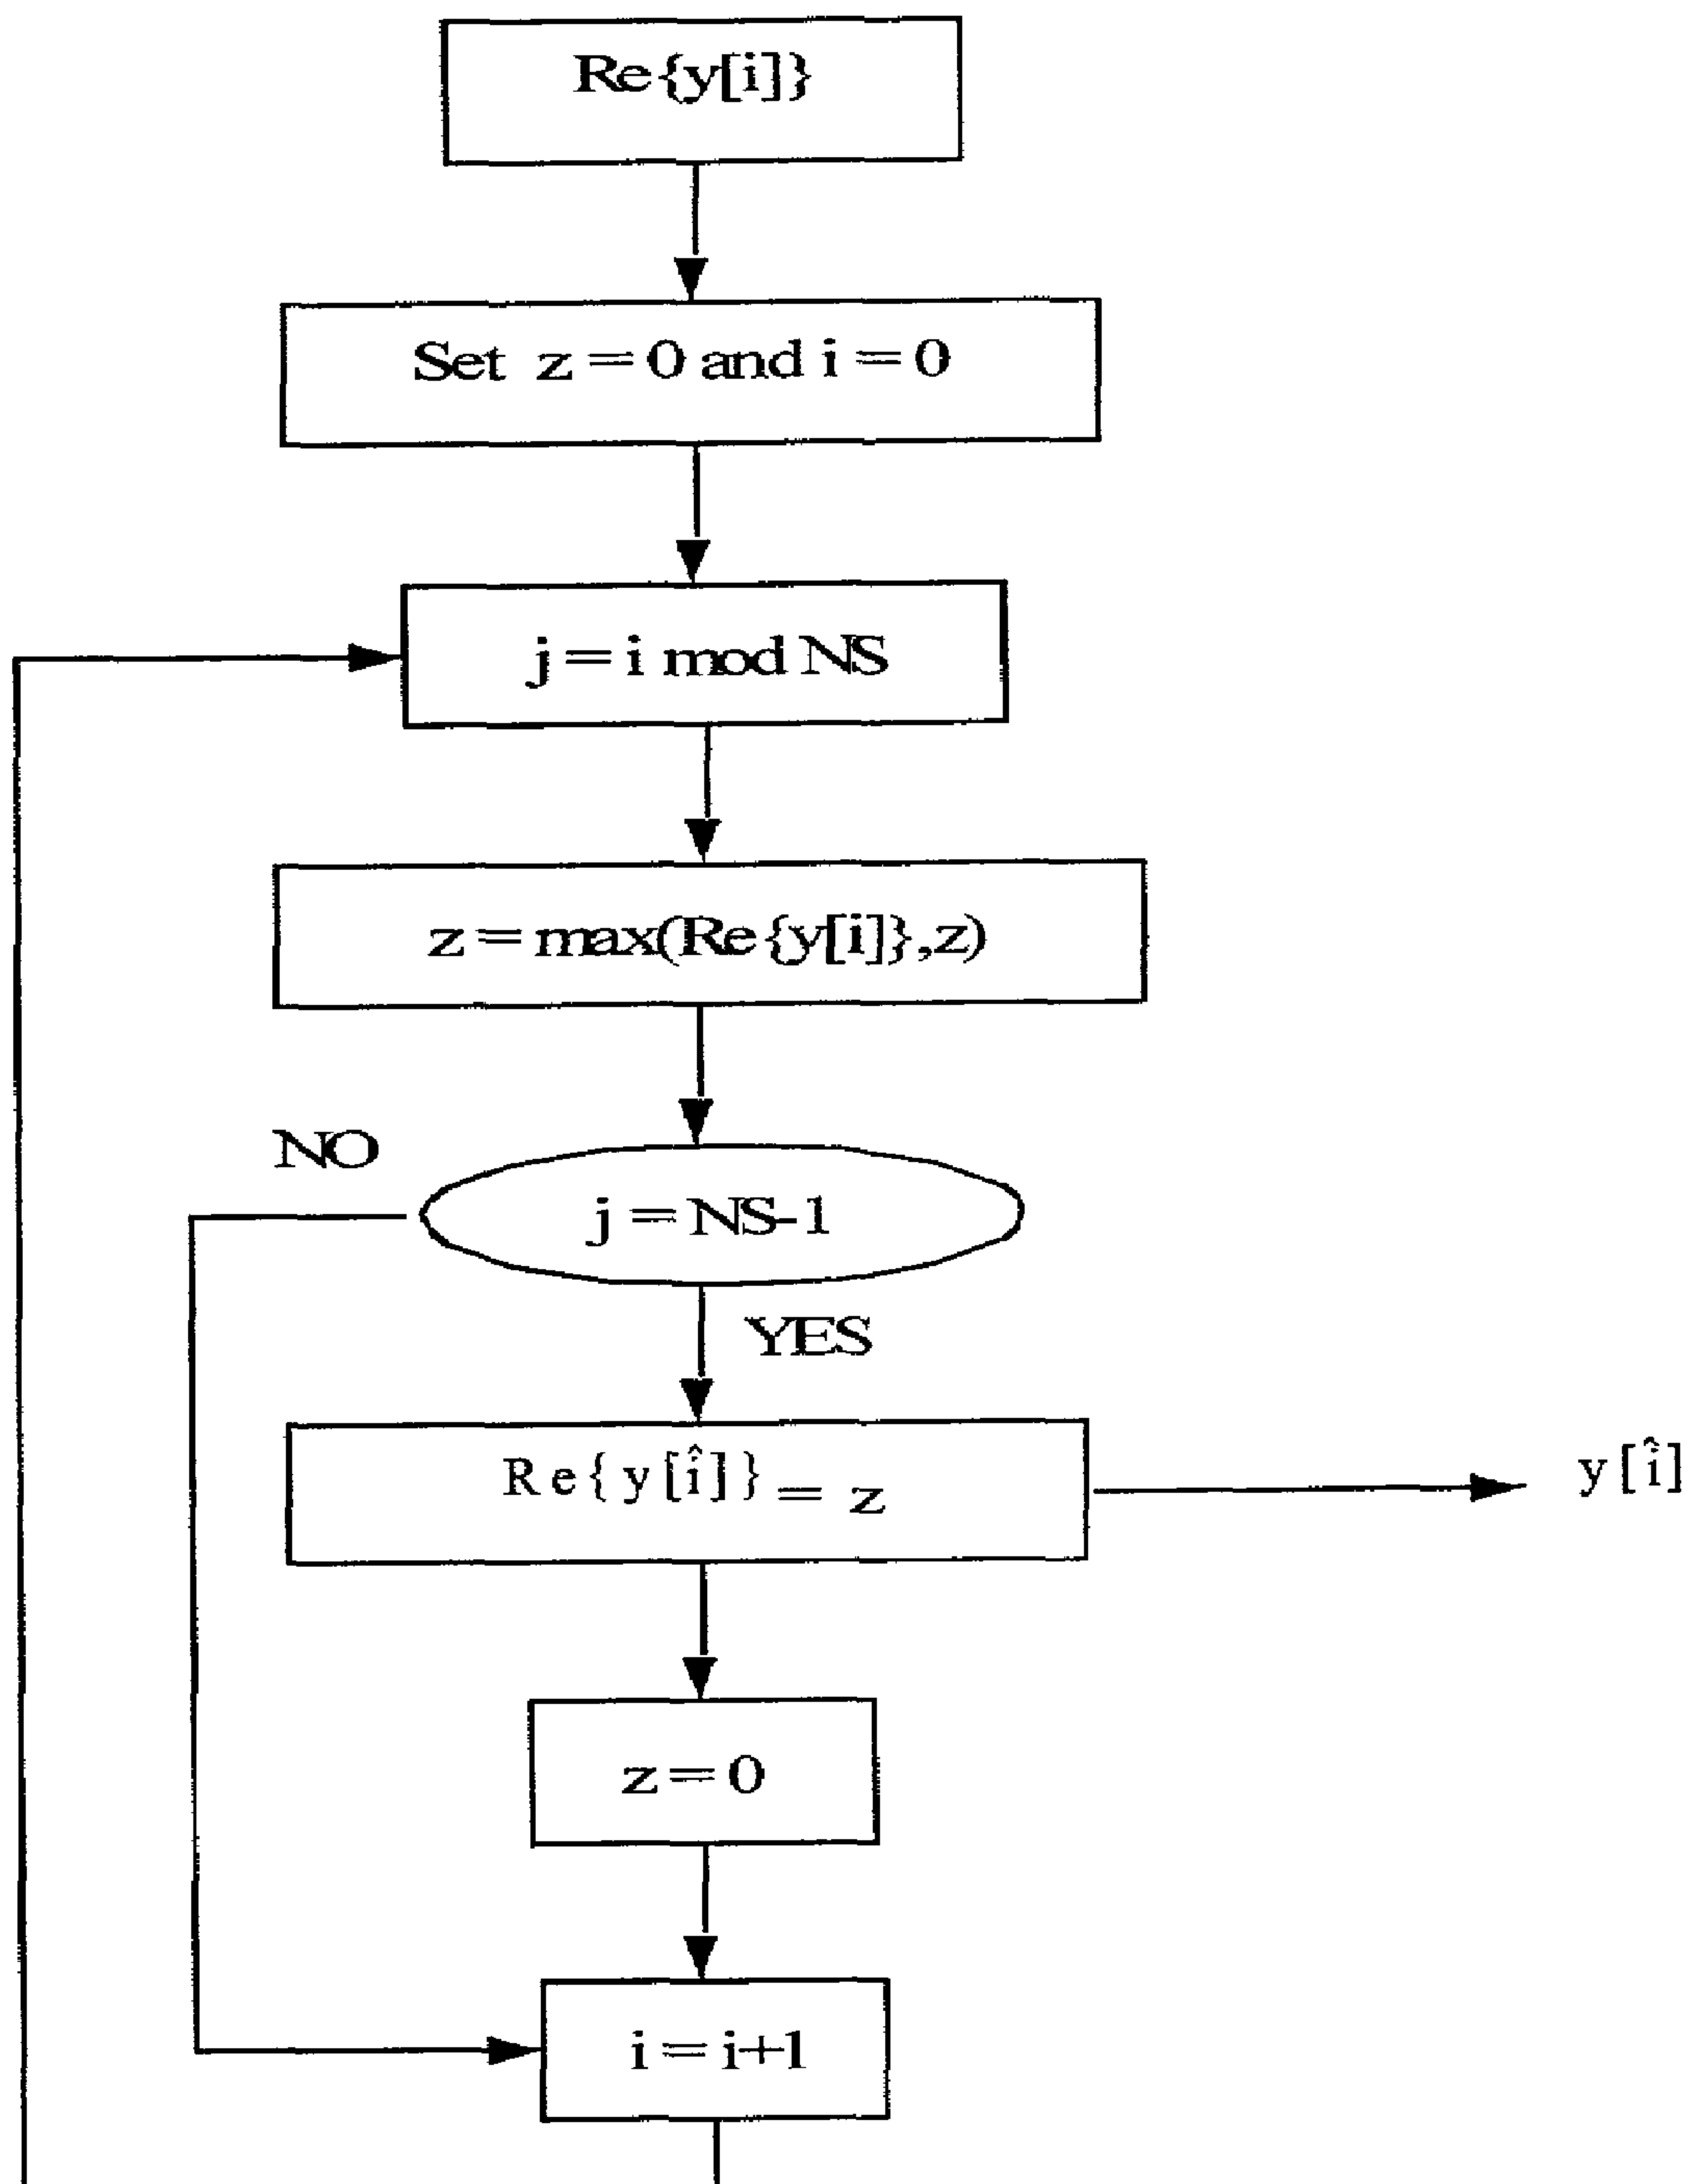 Re{y[i]}
Set z = 0 and i = 0
j = i mod NS
z = max(Re{y[i]},z)
NO
j = NS-1
YES
Re{y[î]} = z
y[î]
z = 0
i = i+1